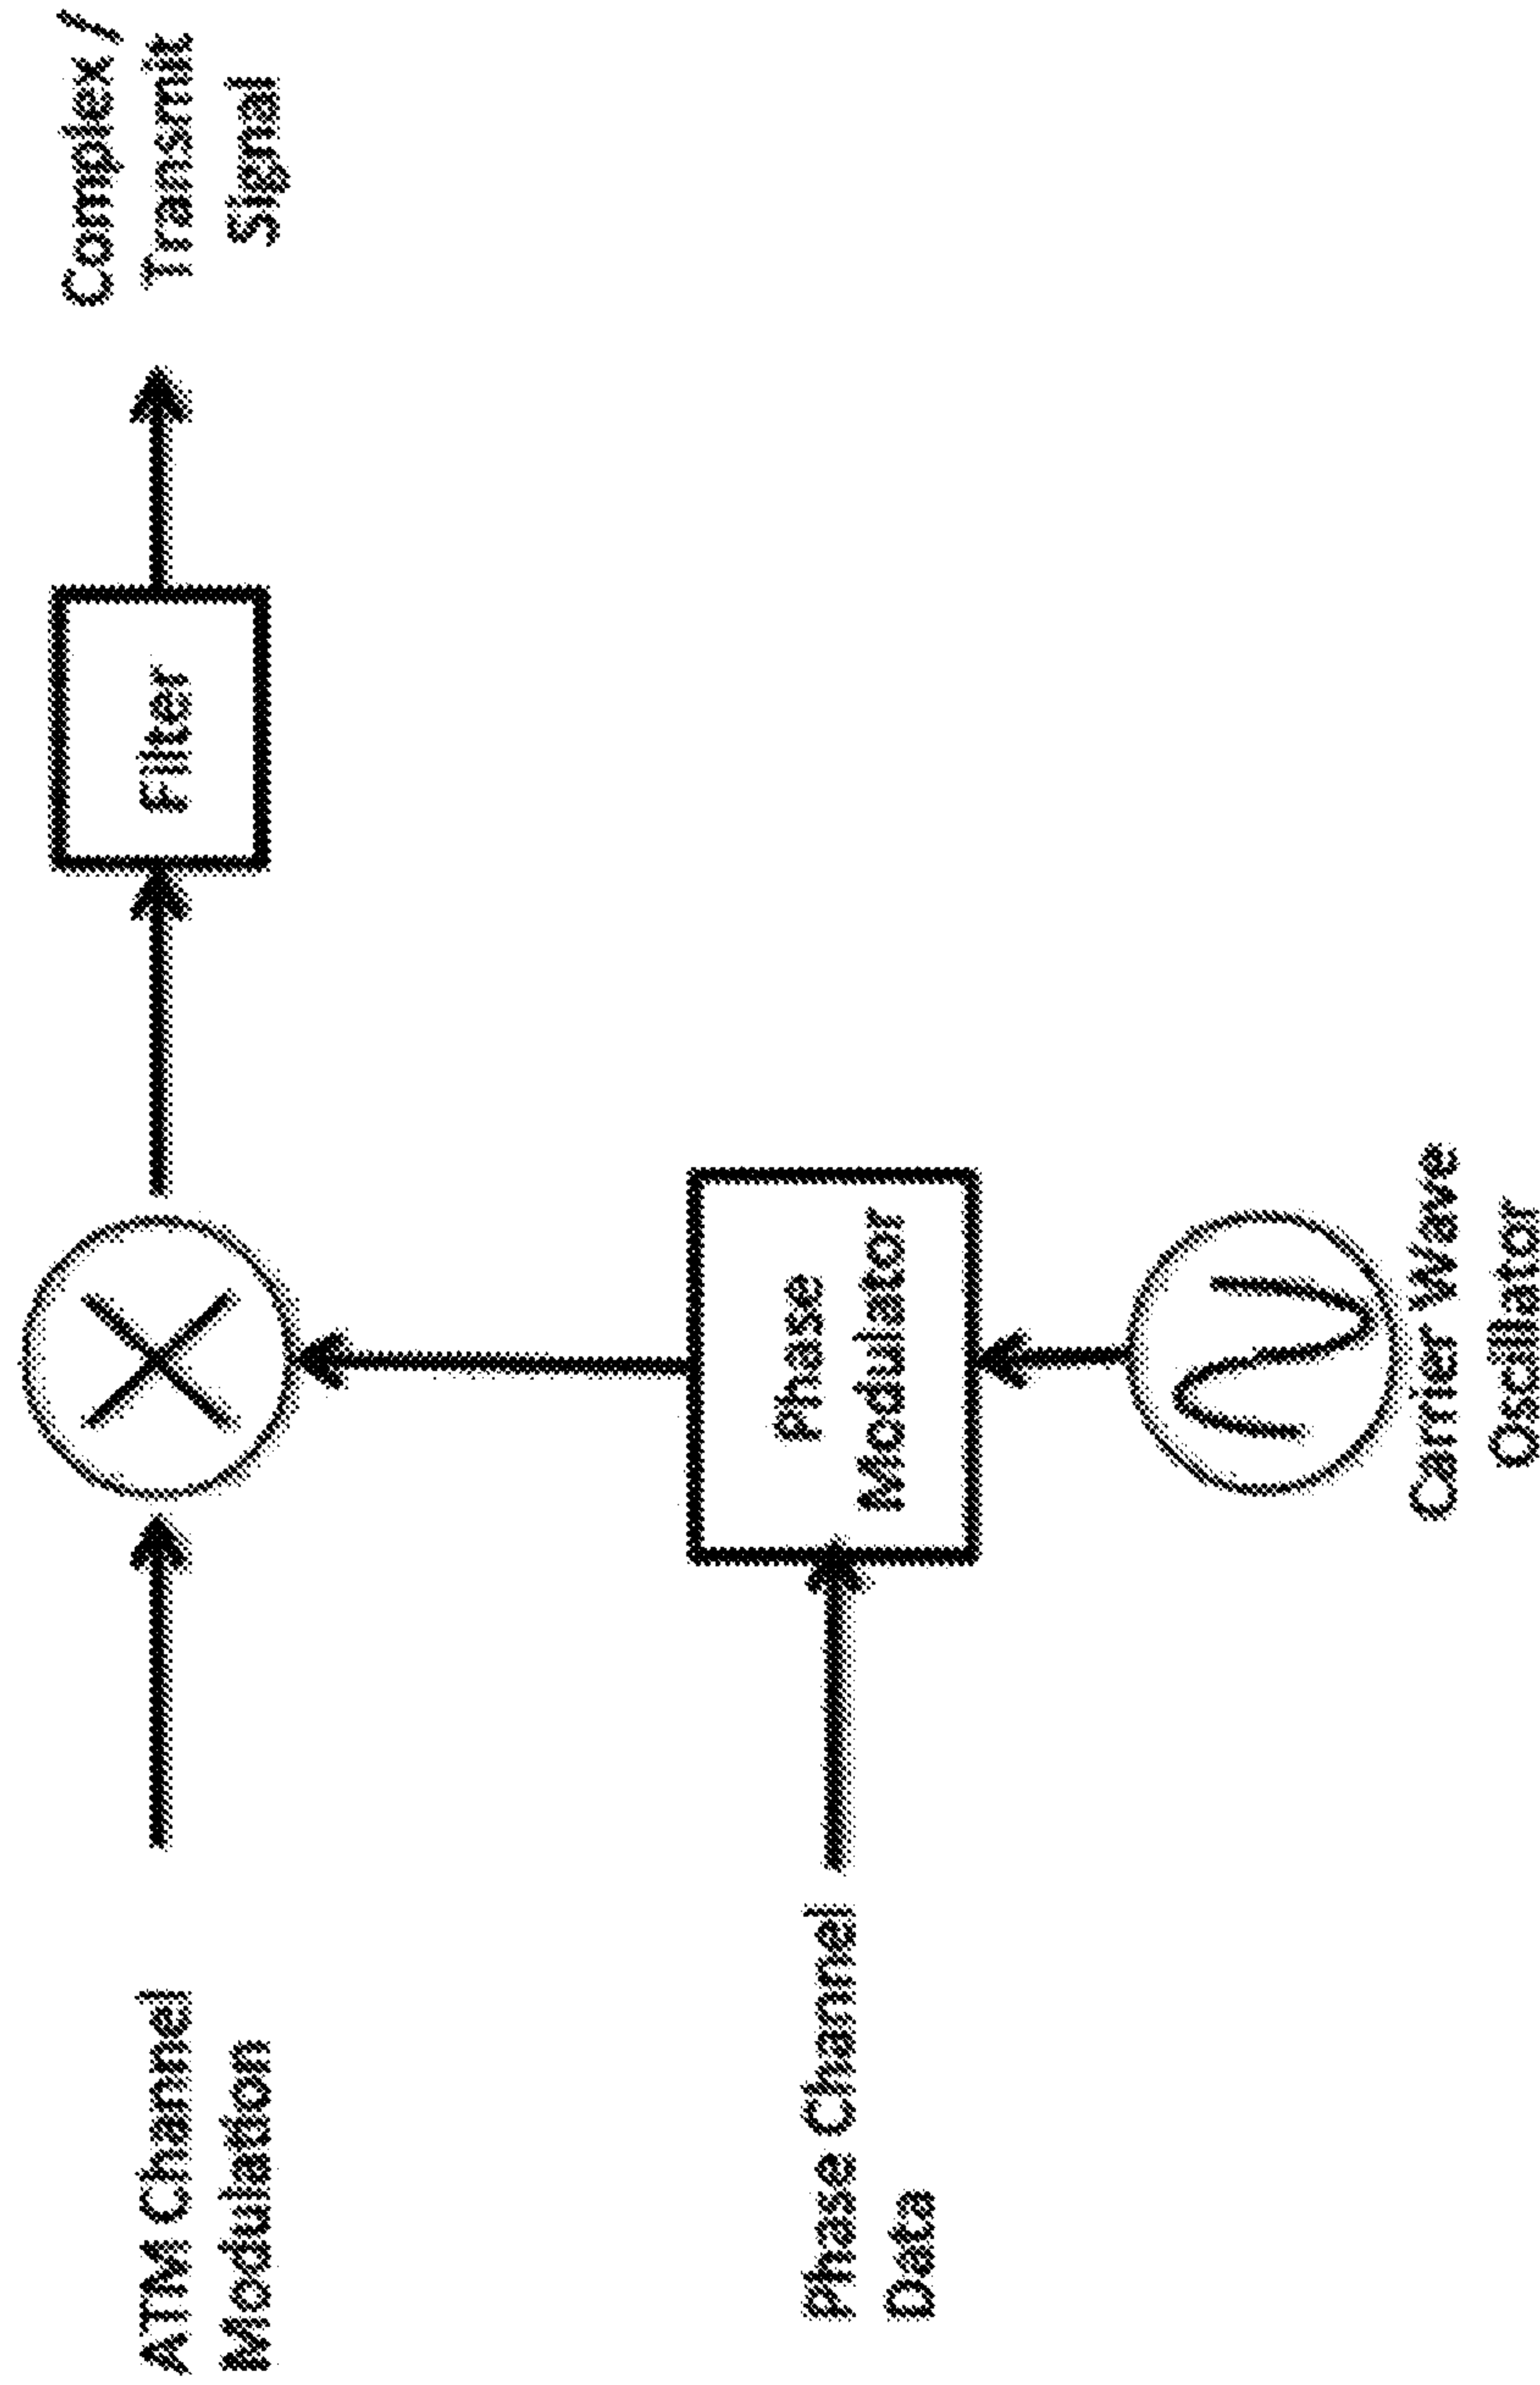 ATM Channel
Modulation
Filter
Complex /
Transmit
Signal
Phase Channel
Data
Phase
Modulator
Carrier Wave
Oscillator